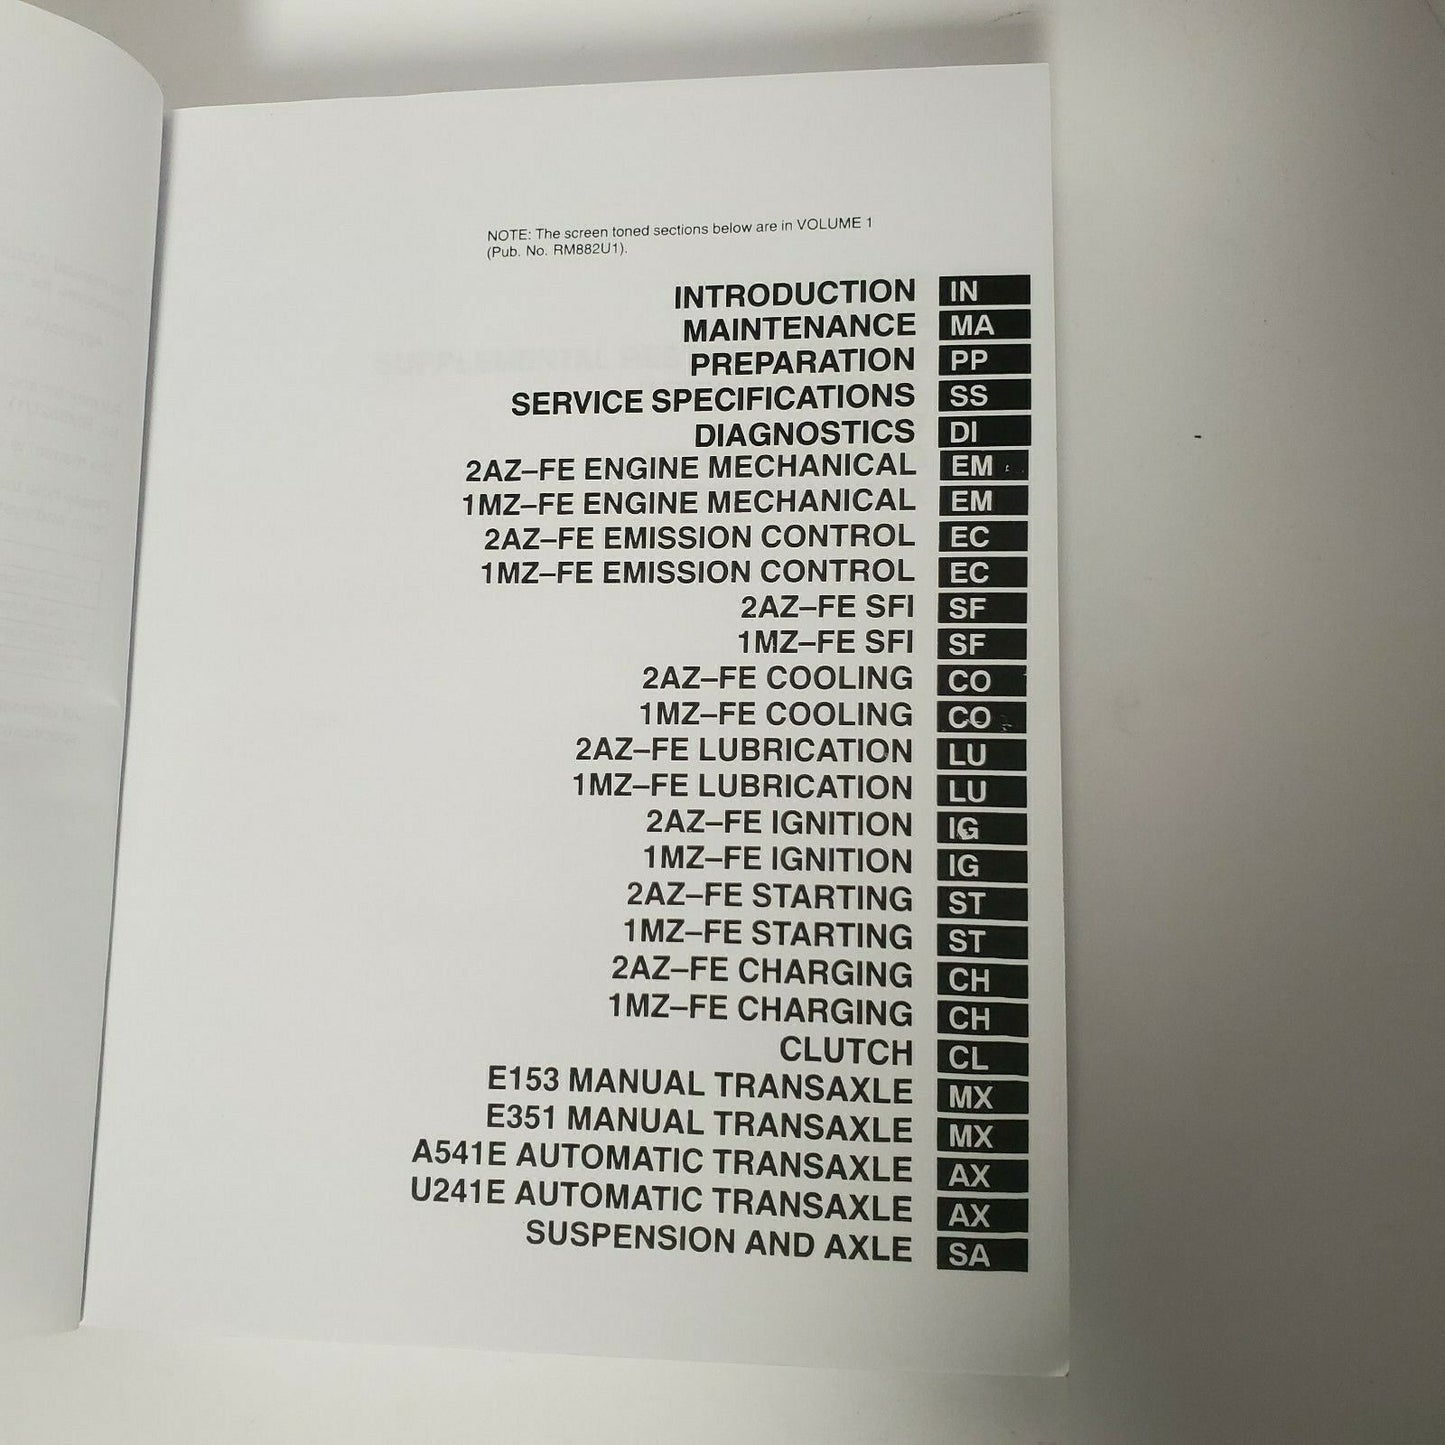 NOTE: The screen toned sections below are in VOLUME 1
(Pub. No. RM882U1).
INTRODUCTION IN
MAINTENANCE MA
PREPARATION PP
SERVICE SPECIFICATIONS SS
DIAGNOSTICS DI
2AZ–FE ENGINE MECHANICAL EM
1MZ–FE ENGINE MECHANICAL EM
2AZ–FE EMISSION CONTROL EC
1MZ–FE EMISSION CONTROL EC
2AZ–FE SFI SF
1MZ–FE SFI SF
2AZ–FE COOLING CO
1MZ–FE COOLING CO
2AZ–FE LUBRICATION LU
1MZ–FE LUBRICATION LU
2AZ–FE IGNITION IG
1MZ–FE IGNITION IG
2AZ–FE STARTING ST
1MZ–FE STARTING ST
2AZ–FE CHARGING CH
1MZ–FE CHARGING CH
CLUTCH CL
E153 MANUAL TRANSAXLE MX
E351 MANUAL TRANSAXLE MX
A541E AUTOMATIC TRANSAXLE AX
U241E AUTOMATIC TRANSAXLE AX
SUSPENSION AND AXLE SA